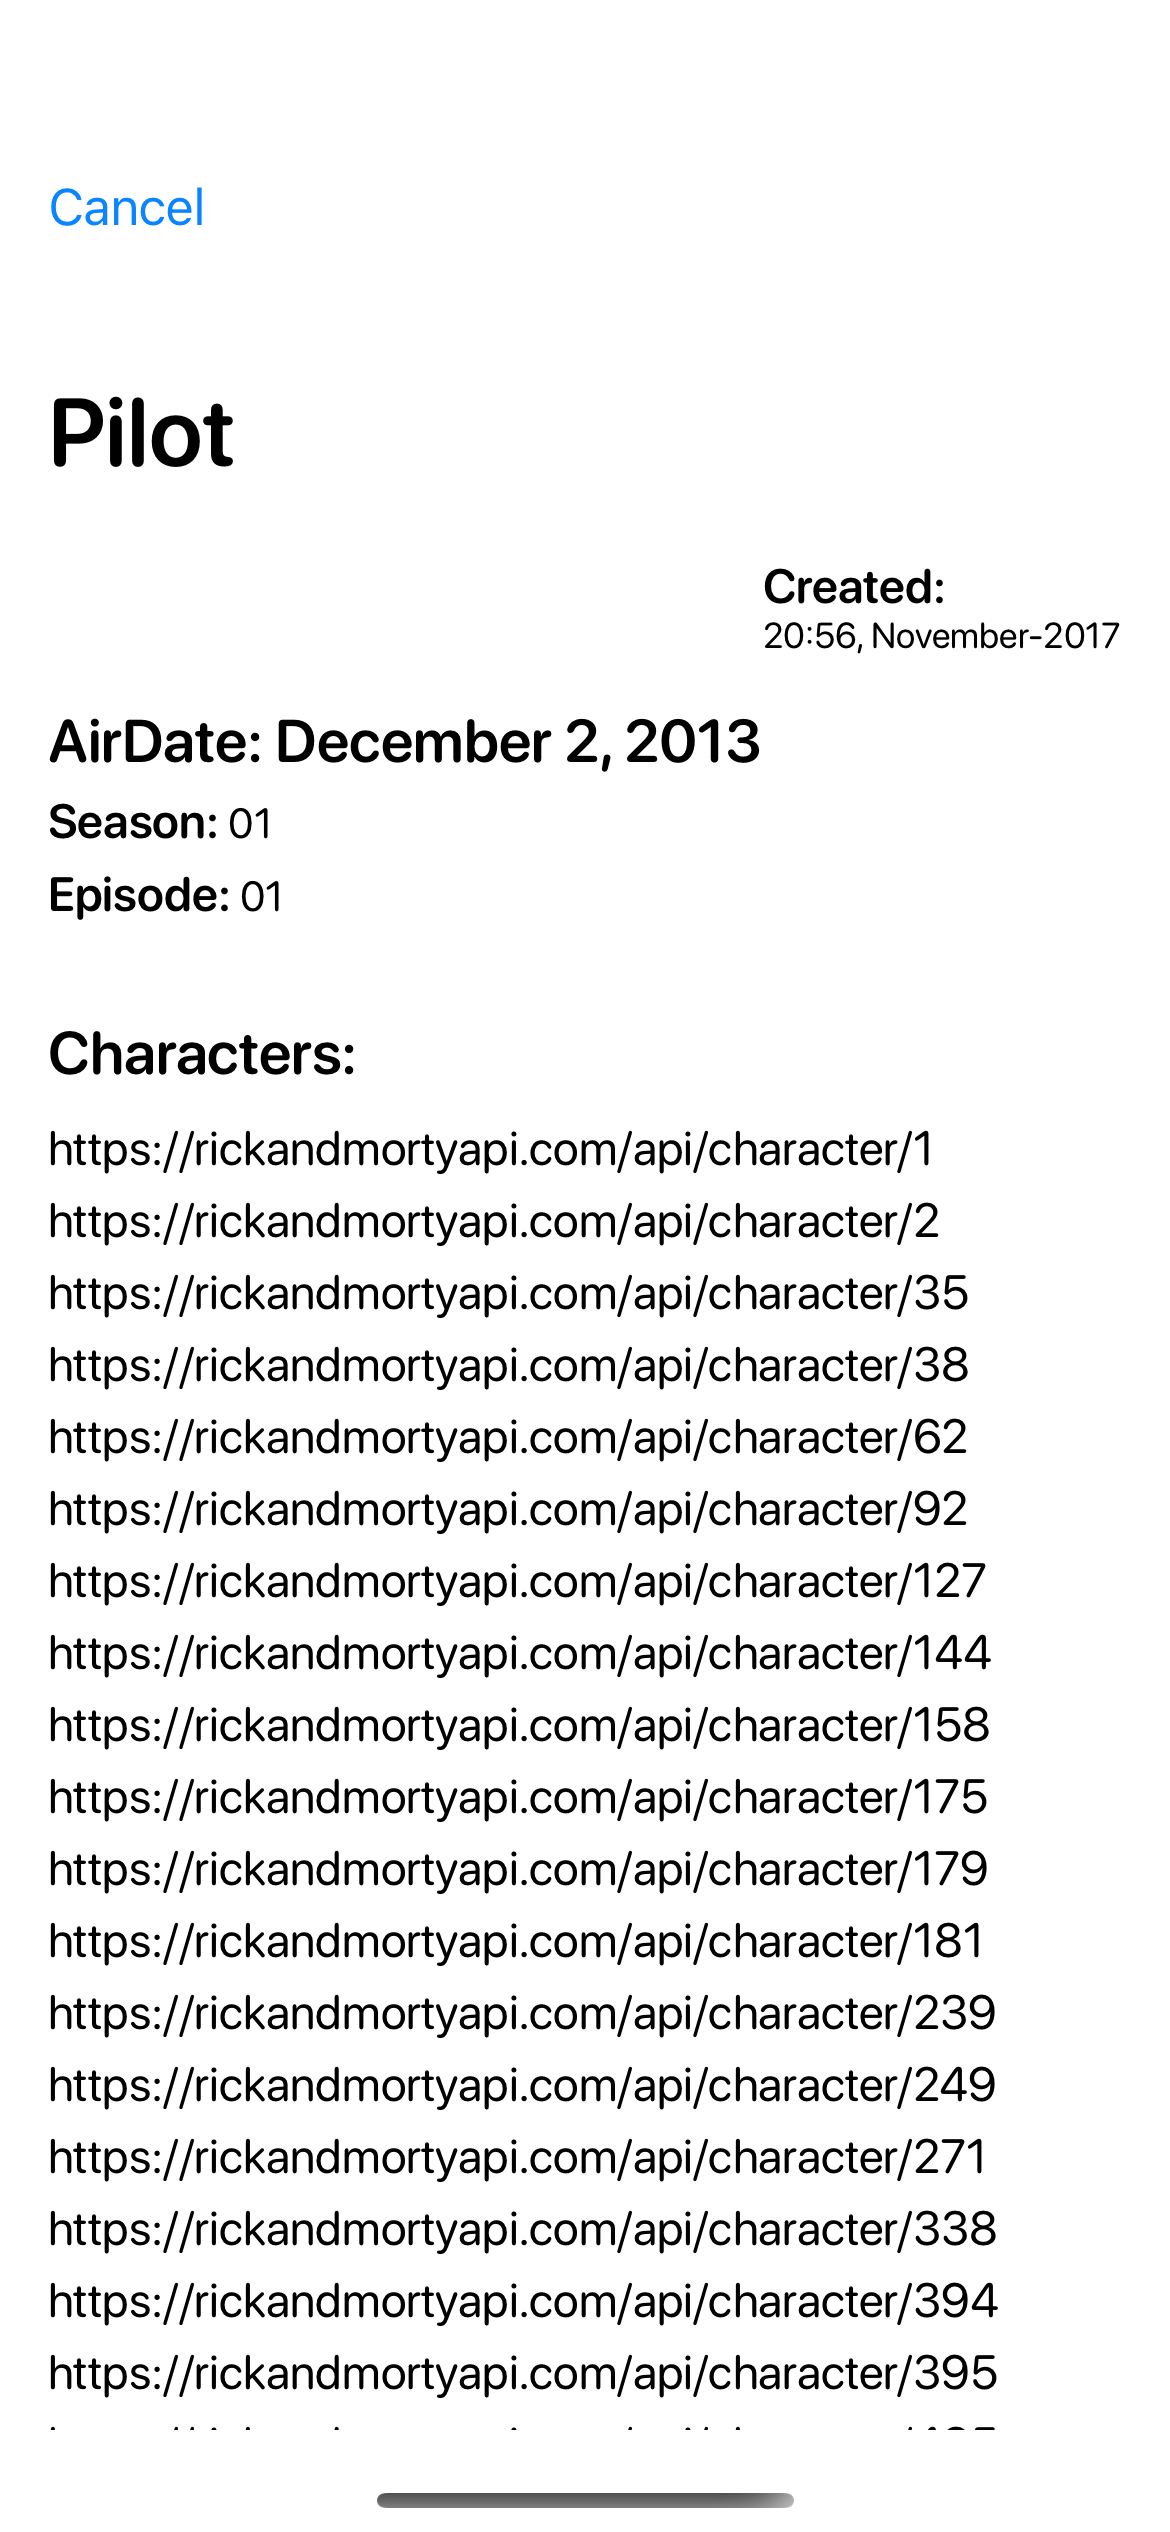 Cancel
Pilot
Created:
20:56, November-2017
AirDate: December 2, 2013
Season: 01
Episode: 01
Characters:
https://rickandmortyapi.com/api/character/1
https://rickandmortyapi.com/api/character/2
https://rickandmortyapi.com/api/character/35
https://rickandmortyapi.com/api/character/38
https://rickandmortyapi.com/api/character/62
https://rickandmortyapi.com/api/character/92
https://rickandmortyapi.com/api/character/127
https://rickandmortyapi.com/api/character/144
https://rickandmortyapi.com/api/character/158
https://rickandmortyapi.com/api/character/175
https://rickandmortyapi.com/api/character/179
https://rickandmortyapi.com/api/character/181
https://rickandmortyapi.com/api/character/239
https://rickandmortyapi.com/api/character/249
https://rickandmortyapi.com/api/character/271
https://rickandmortyapi.com/api/character/338
https://rickandmortyapi.com/api/character/394
https://rickandmortyapi.com/api/character/395